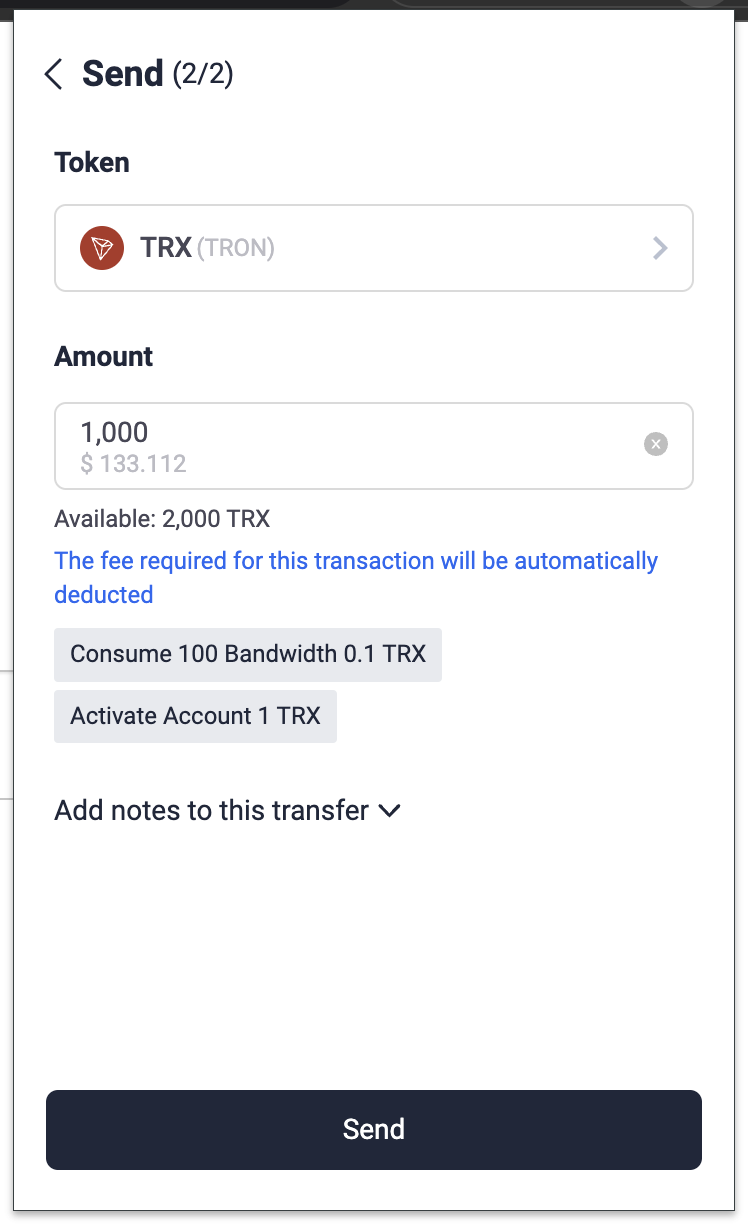 Send (2/2)
Token
TRX (TRON)
Amount
1,000
$ 133.112
Available: 2,000 TRX
The fee required for this transaction will be automatically
deducted
Consume 100 Bandwidth 0.1 TRX
Activate Account 1 TRX
Add notes to this transfer
Send